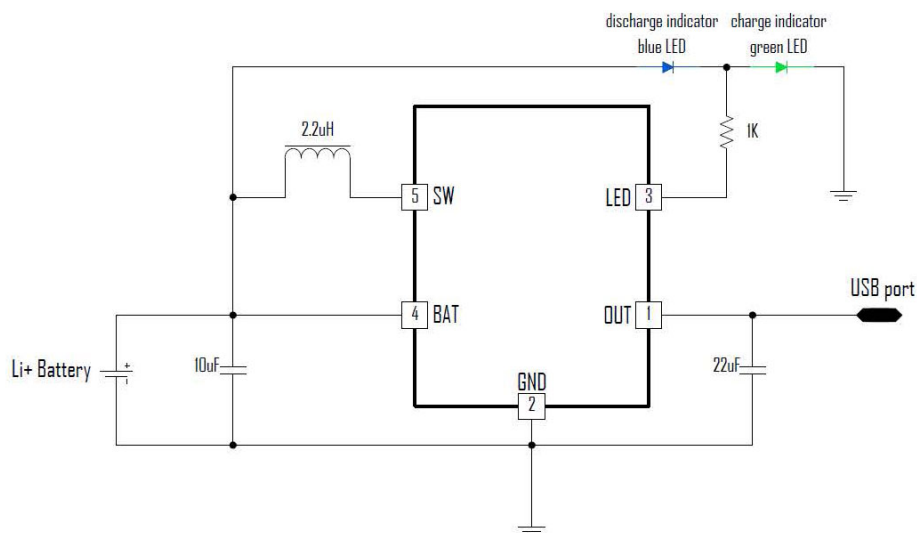 discharge indicator
blue LED
charge indicator
green LED
2.2uH
1K
5 SW
LED 3
USB port
4 BAT
OUT 1
Li+ Battery
+
-
10uF
22uF
GND
2